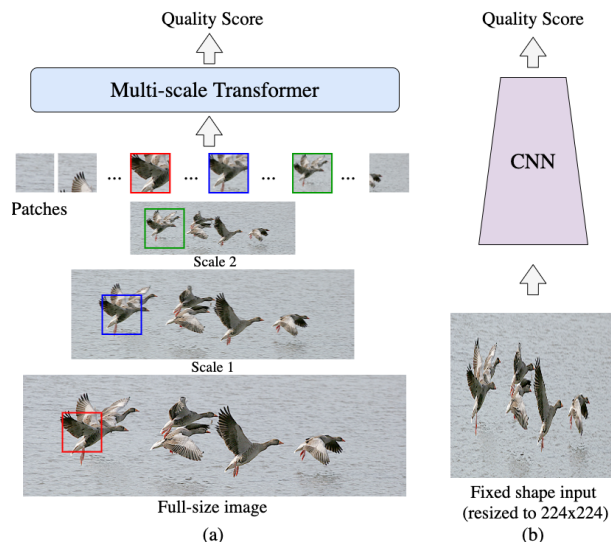 Quality Score
Multi-scale Transformer
...
...
...
...
Patches
Scale 2
Scale 1
Full-size image
(a)
Quality Score
CNN
Fixed shape input
(resized to 224x224)
(b)